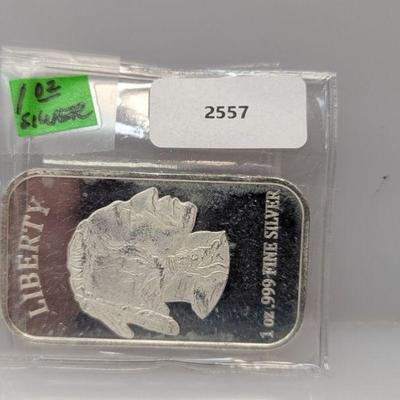 1 oz
SILVER
2557
LIBERTY
1 oz .999 FINE SILVER